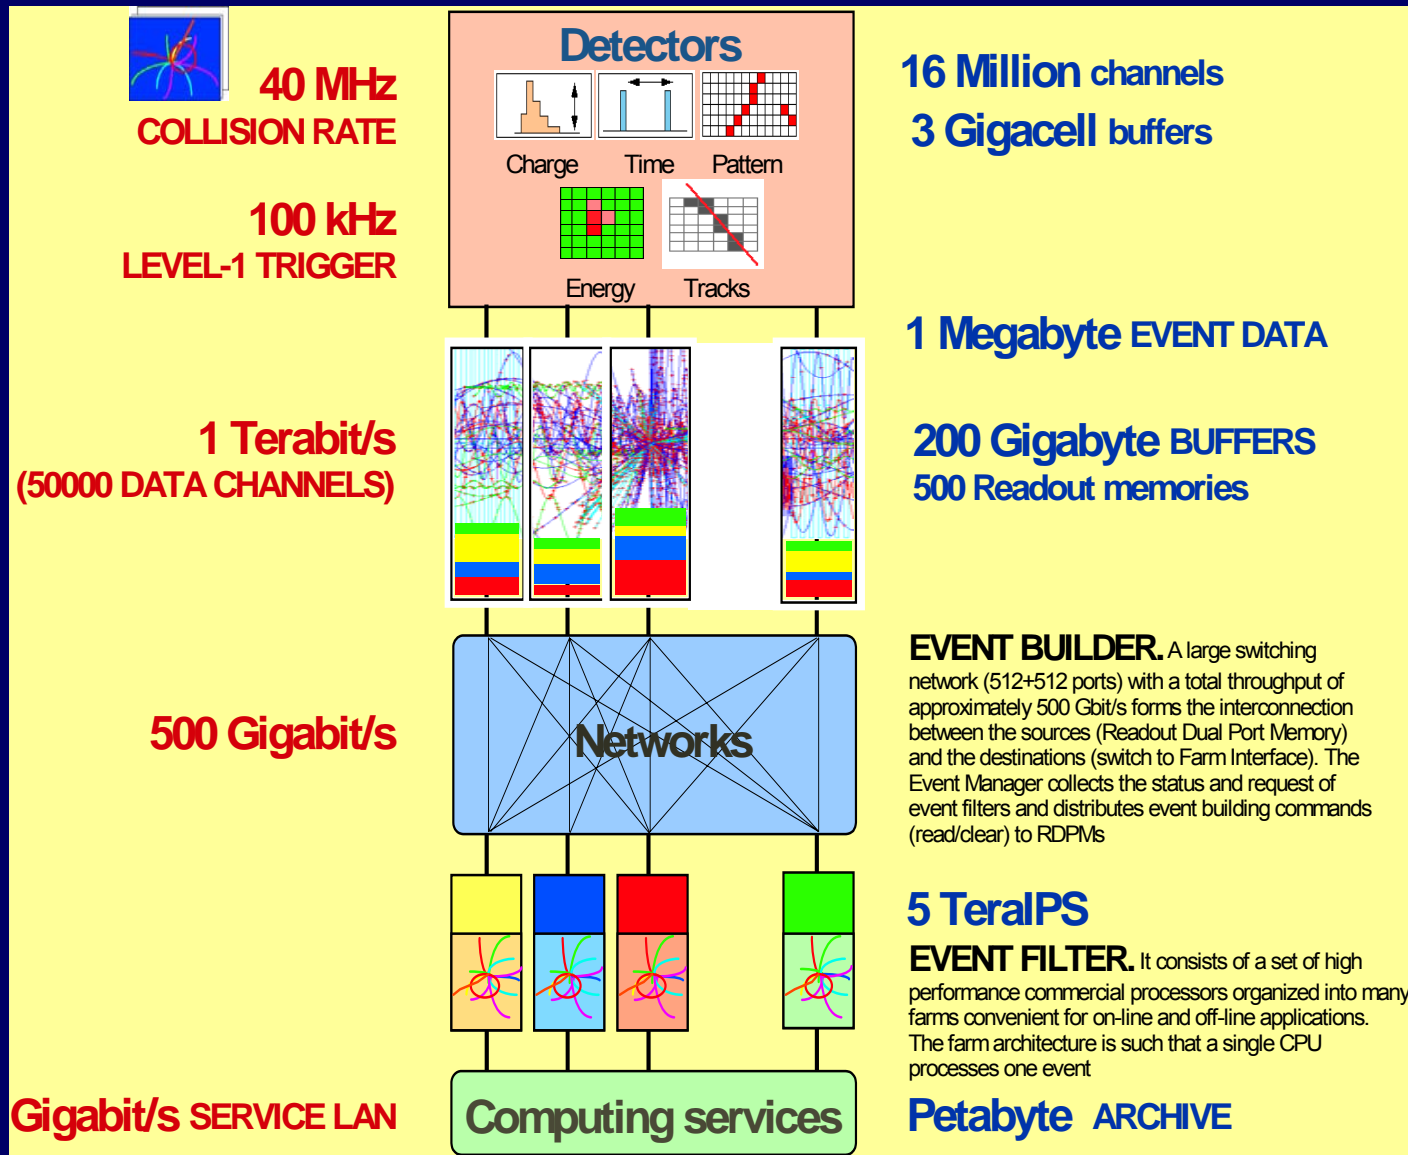 Detectors
40 MHz
COLLISION RATE
16 Million channels
3 Gigacell buffers
Charge Time Pattern
100 kHz
LEVEL-1 TRIGGER
Energy Tracks
1 Megabyte EVENT DATA
1 Terabit/s
(50000 DATA CHANNELS)
200 Gigabyte BUFFERS
500 Readout memories
500 Gigabit/s
Networks
EVENT BUILDER. A large switching
network (512+512 ports) with a total throughput of
approximately 500 Gbit/s forms the interconnection
between the sources (Readout Dual Port Memory)
and the destinations (switch to Farm Interface). The
Event Manager collects the status and request of
event filters and distributes event building commands
(read/clear) to RDPMs
5 TeraIPS
EVENT FILTER. It consists of a set of high
performance commercial processors organized into many
farms convenient for on-line and off-line applications.
The farm architecture is such that a single CPU
processes one event
Gigabit/s SERVICE LAN
Computing services
Petabyte ARCHIVE